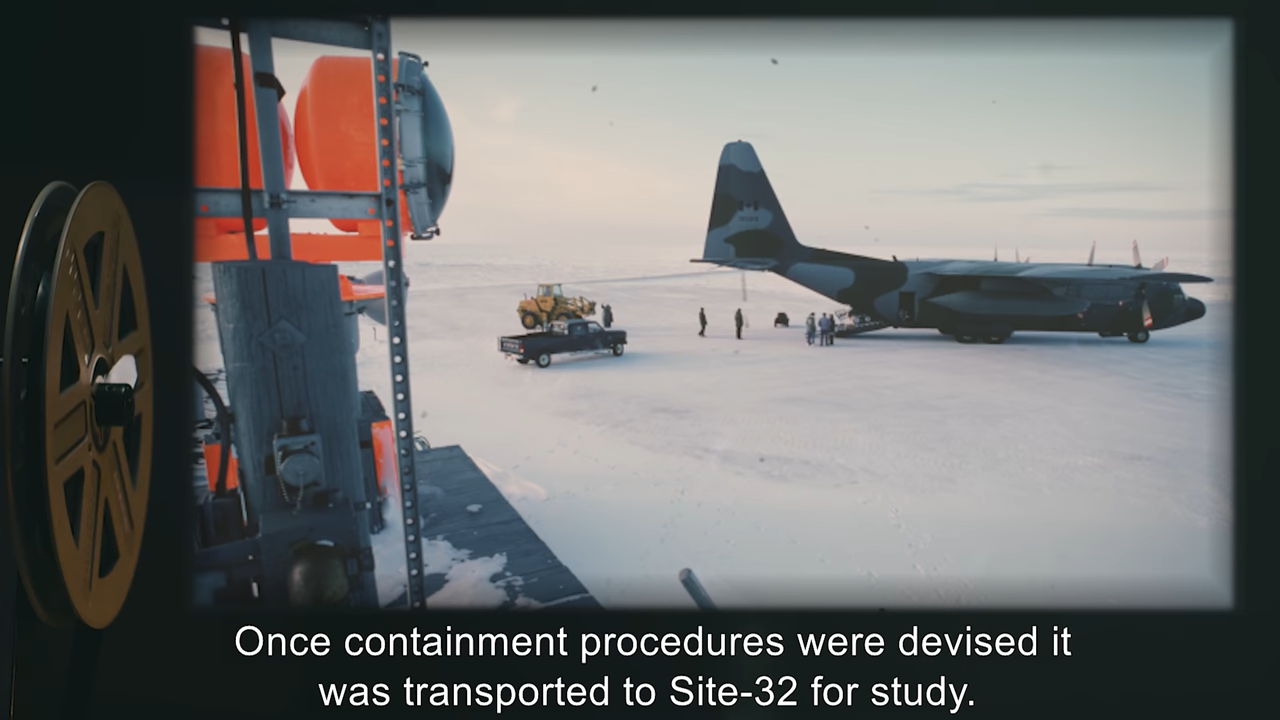 Once containment procedures were devised it
was transported to Site-32 for study.